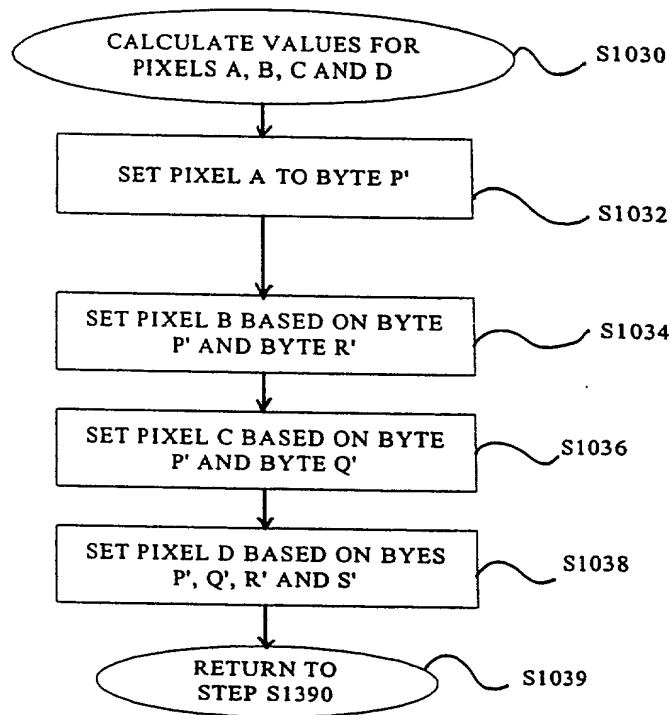 CALCULATE VALUES FOR
PIXELS A, B, C AND D
S1030
SET PIXEL A TO BYTE P'
S1032
SET PIXEL B BASED ON BYTE
P' AND BYTE R'
S1034
SET PIXEL C BASED ON BYTE
P' AND BYTE Q'
S1036
SET PIXEL D BASED ON BYES
P', Q', R' AND S'
S1038
RETURN TO
STEP S1390
S1039